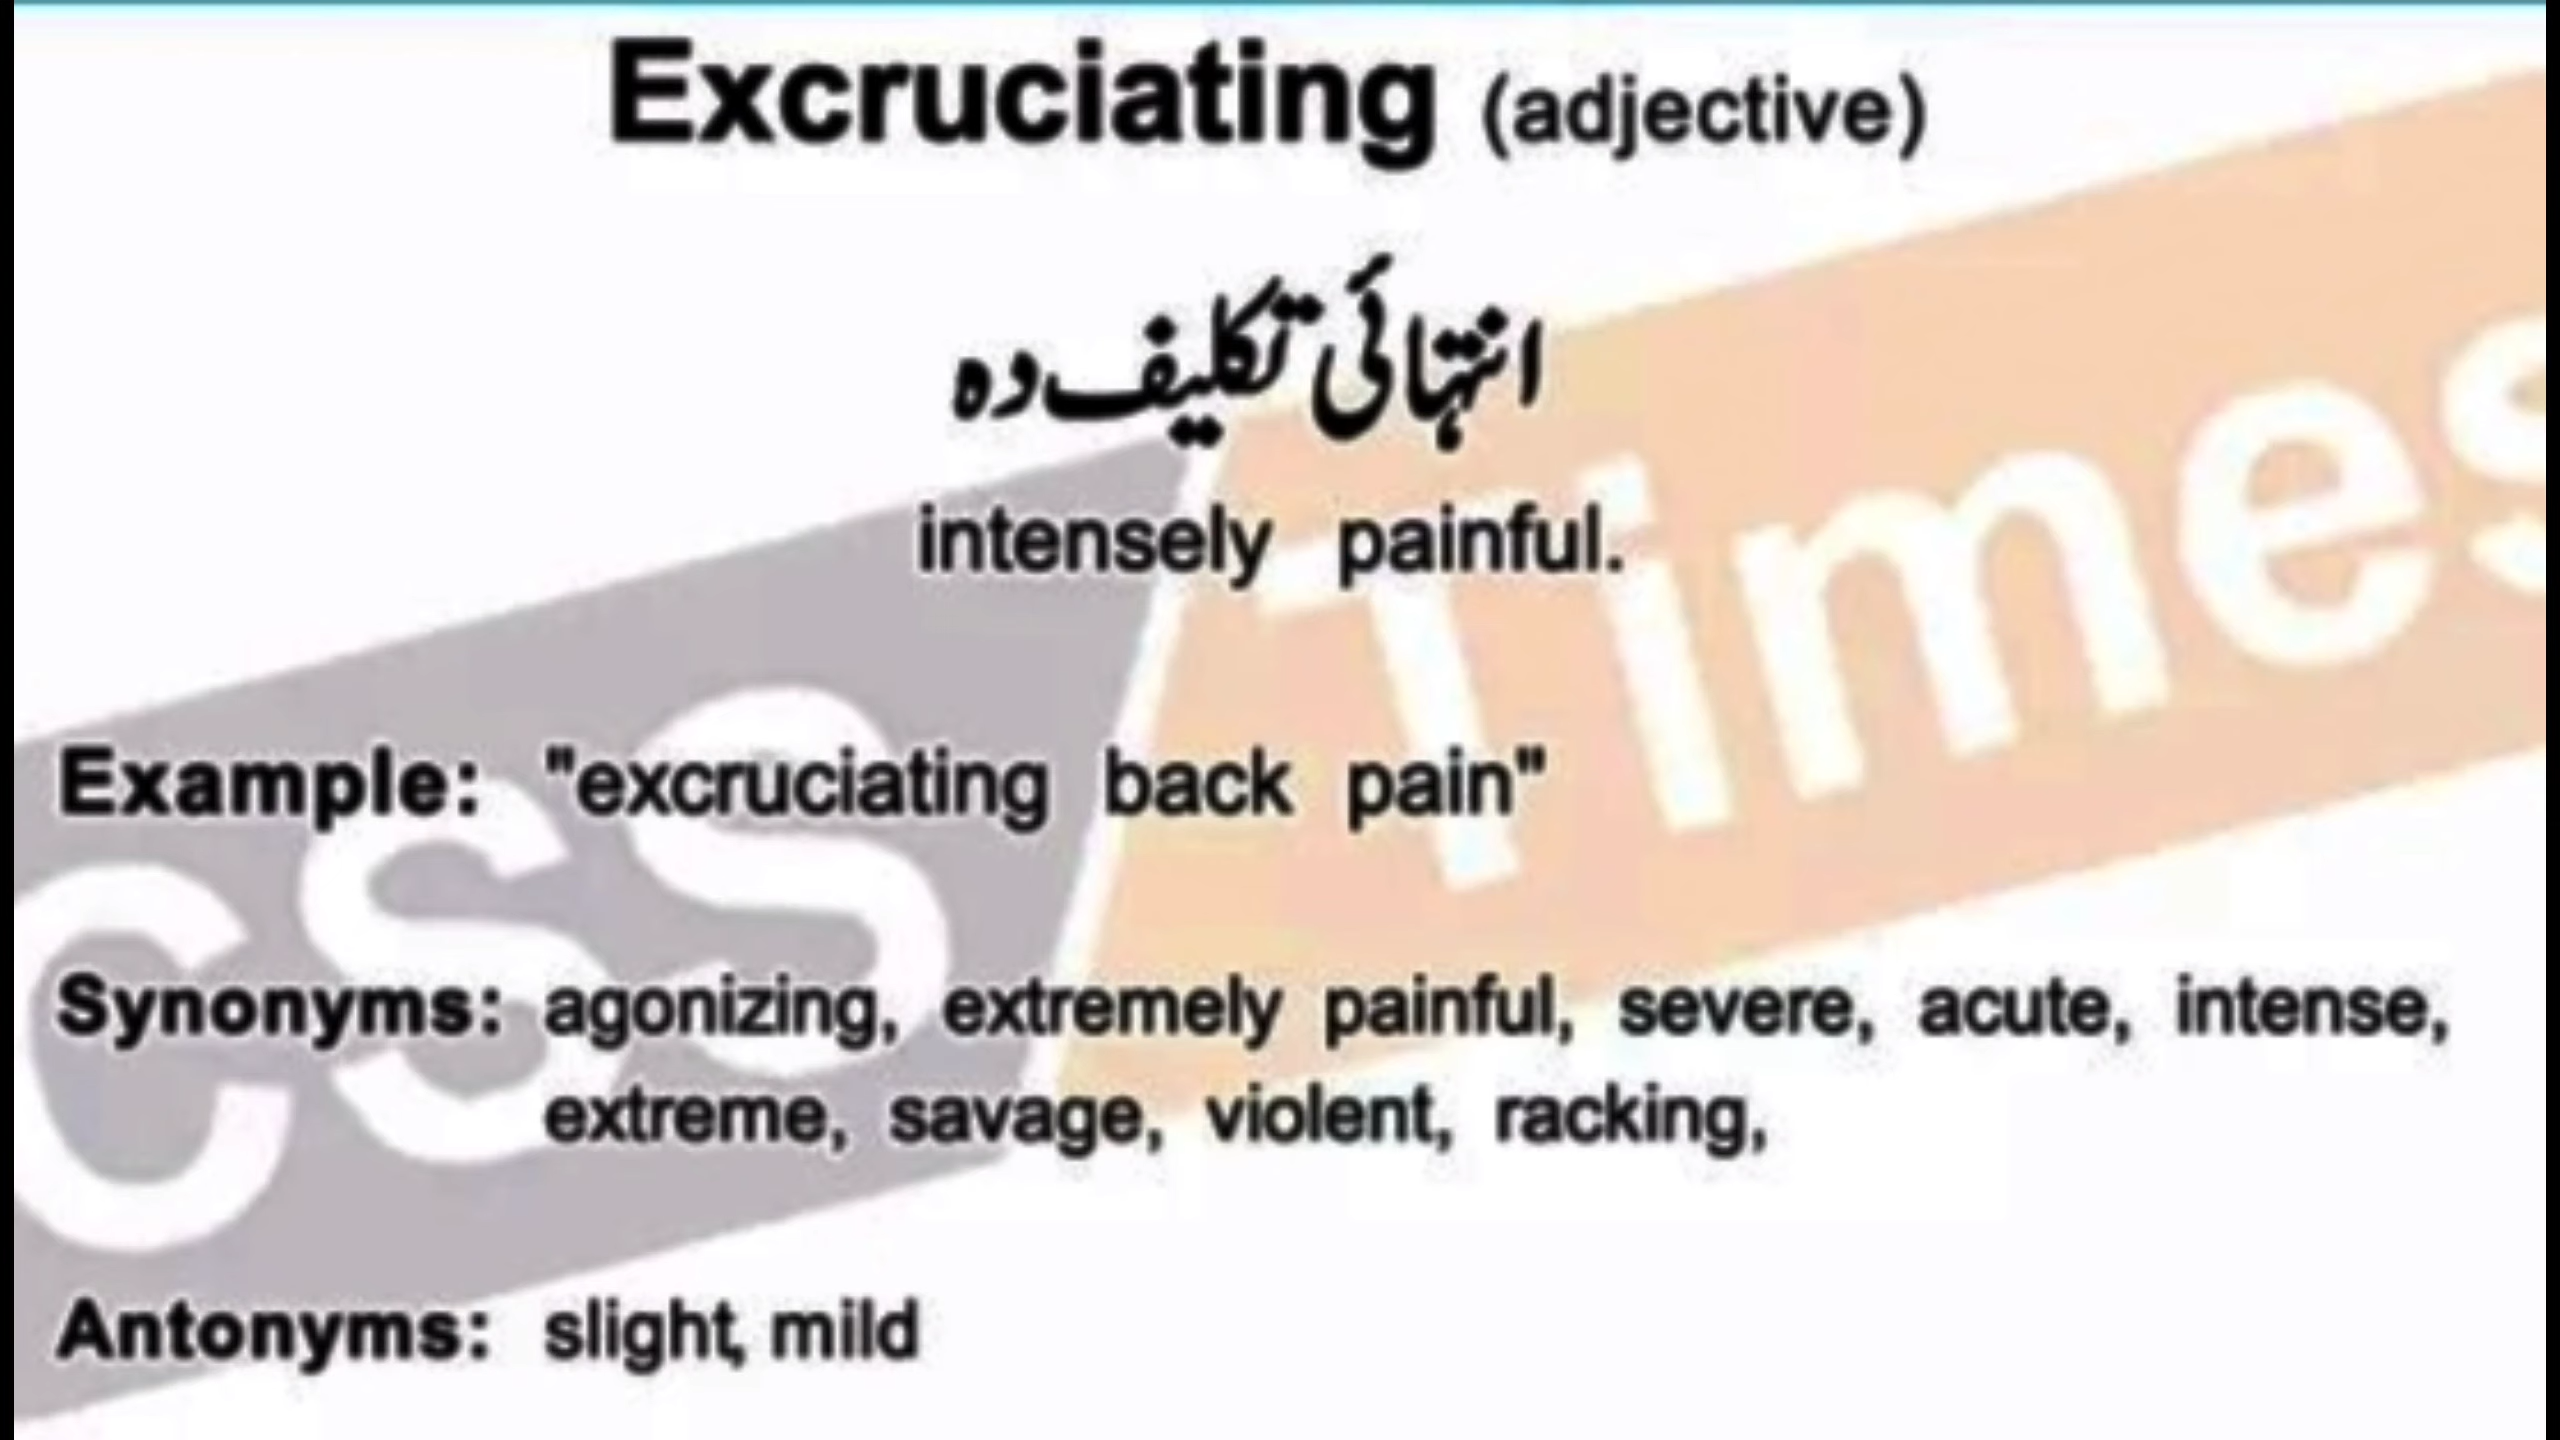 Excruciating (adjective)
انتہائی تکلیف دہ
intensely painful.
Example: "excruciating back pain"
Synonyms: agonizing, extremely painful, severe, acute, intense,
extreme, savage, violent, racking,
Antonyms: slight, mild
CSS Times